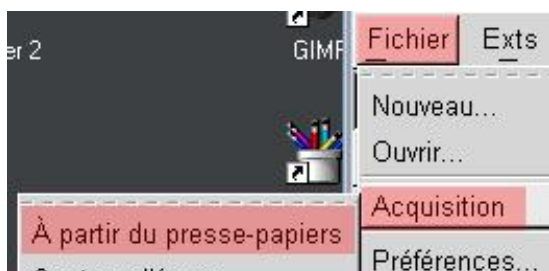 er 2
GIMP
Fichier Exts
Nouveau...
Ouvrir...
Acquisition
À partir du presse-papiers
Préférences...